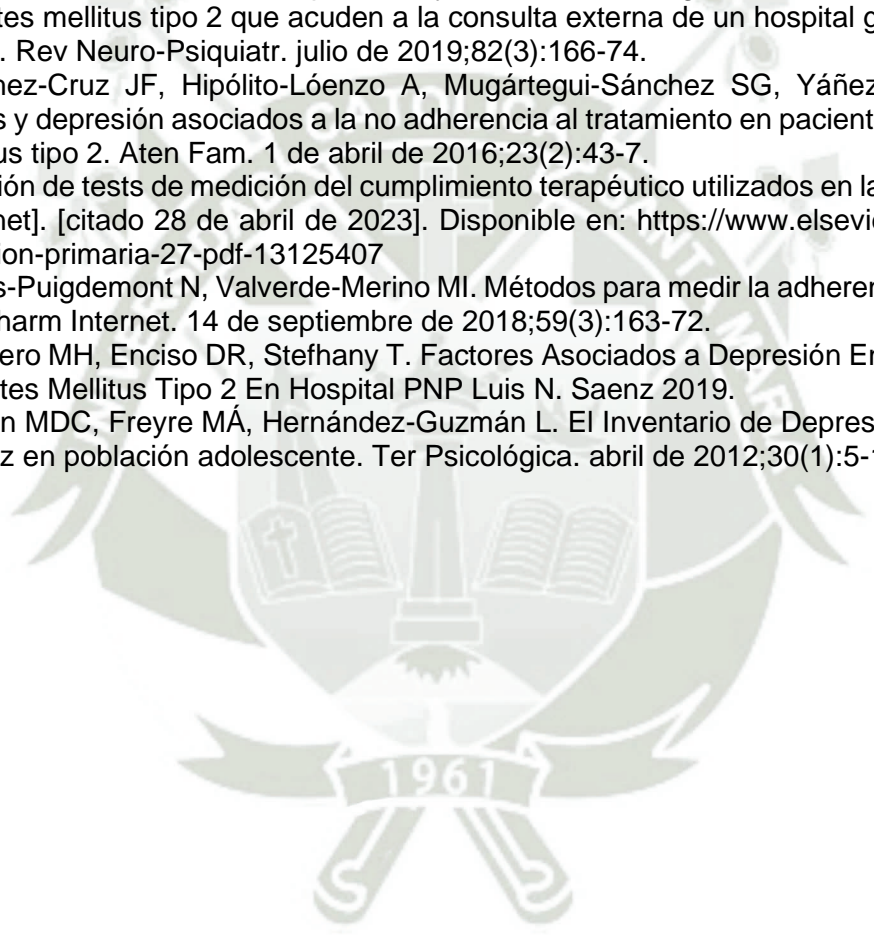 tes mellitus tipo 2 que acuden a la consulta externa de un hospital g
. Rev Neuro-Psiquiatr. julio de 2019;82(3):166-74.
nez-Cruz JF, Hipólito-Lóenzo A, Mugártegui-Sánchez SG, Yáñez
s y depresión asociados a la no adherencia al tratamiento en pacient
us tipo 2. Aten Fam. 1 de abril de 2016;23(2):43-7.
ión de tests de medición del cumplimiento terapéutico utilizados en la
net]. [citado 28 de abril de 2023]. Disponible en: https://www.elsevie
ion-primaria-27-pdf-13125407
s-Puigdemont N, Valverde-Merino MI. Métodos para medir la adheren
harm Internet. 14 de septiembre de 2018;59(3):163-72.
ero MH, Enciso DR, Stefhany T. Factores Asociados a Depresión En
tes Mellitus Tipo 2 En Hospital PNP Luis N. Saenz 2019.
n MDC, Freyre MÁ, Hernández-Guzmán L. El Inventario de Depres
z en población adolescente. Ter Psicológica. abril de 2012;30(1):5-1
1961